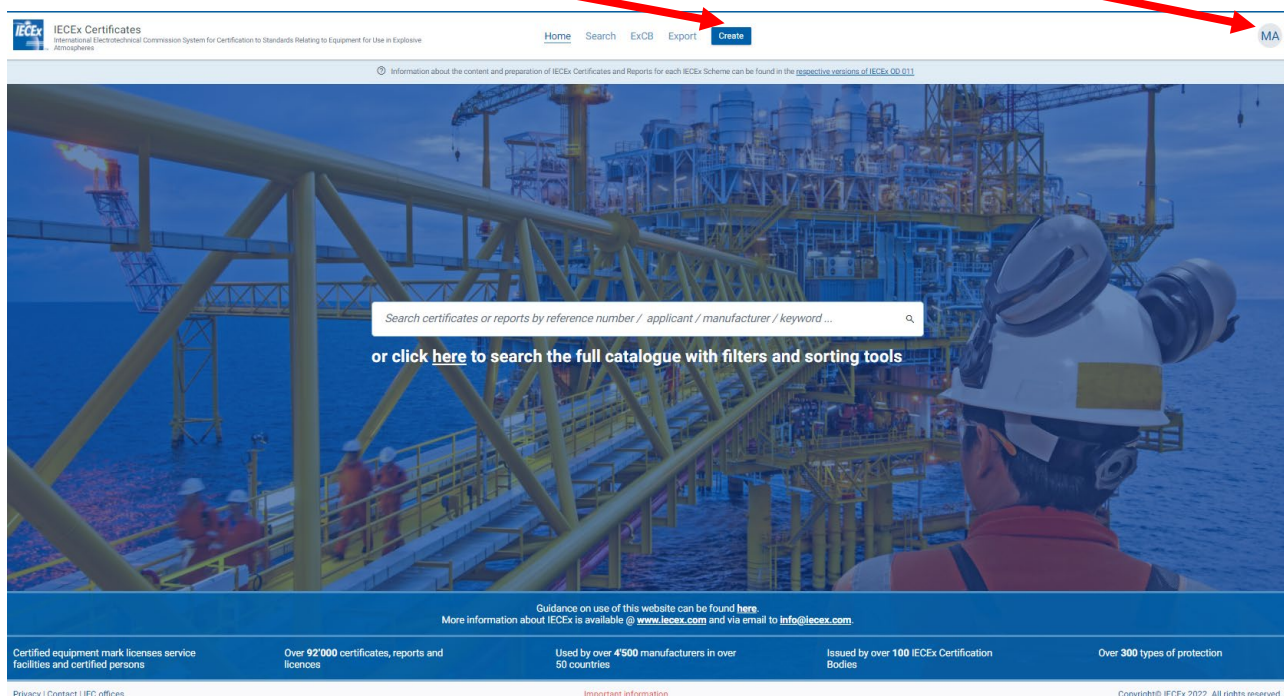 IECEx
IECEx Certificates
International Electrotechnical Commission System for Certification to Standards Relating to Equipment for Use in Explosive
Atmospheres
Home Search ExCB Export Create
MA
Information about the content and preparation of IECEx Certificates and Reports for each IECEx Scheme can be found in the respective versions of IECEx OD 011
Search certificates or reports by reference number / applicant / manufacturer / keyword ...
or click here to search the full catalogue with filters and sorting tools
Guidance on use of this website can be found here.
More information about IECEx is available @ www.iecex.com and via email to info@iecex.com.
Certified equipment mark licenses service
facilities and certified persons
Over 92'000 certificates, reports and
licences
Used by over 4'500 manufacturers in over
50 countries
Issued by over 100 IECEx Certification
Bodies
Over 300 types of protection
Privacy | Contact | IEC offices
Important information
Copyright© IECEx 2022. All rights reserved